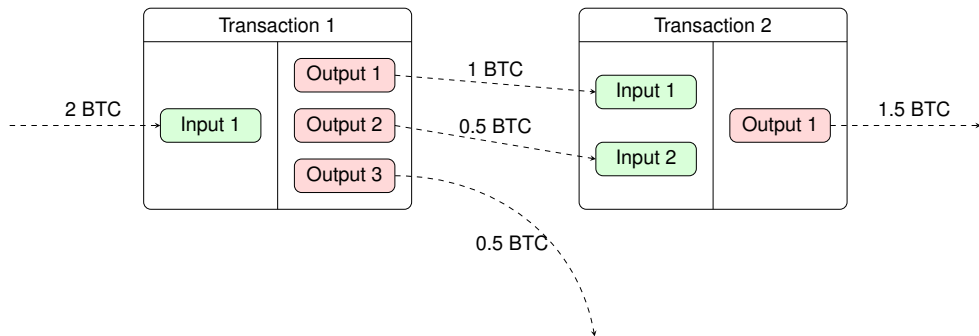 Transaction 1
Transaction 2
2 BTC
Input 1
Output 1
Output 2
Output 3
1 BTC
0.5 BTC
0.5 BTC
Input 1
Input 2
Output 1
1.5 BTC